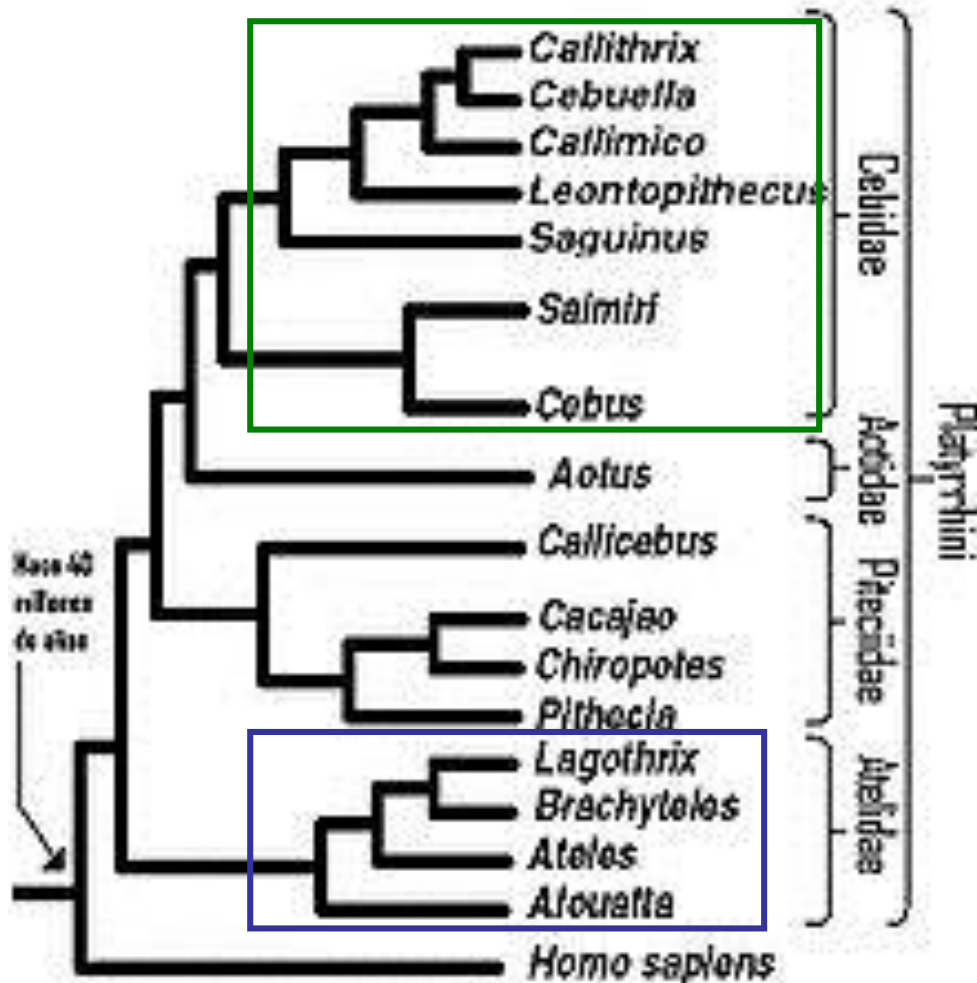 Callithrix
Cebuella
Callimico
Leontopithecus
Saguinus
Saimiri
Cebus
Cebidae
Aotus
Aotidae
Platyrrhini
Callicebus
Hace 40
millones
de años
Cacajao
Chiropotes
Pithecia
Piteciidae
Lagothrix
Brachyteles
Ateles
Alouatta
Atelidae
Homo sapiens